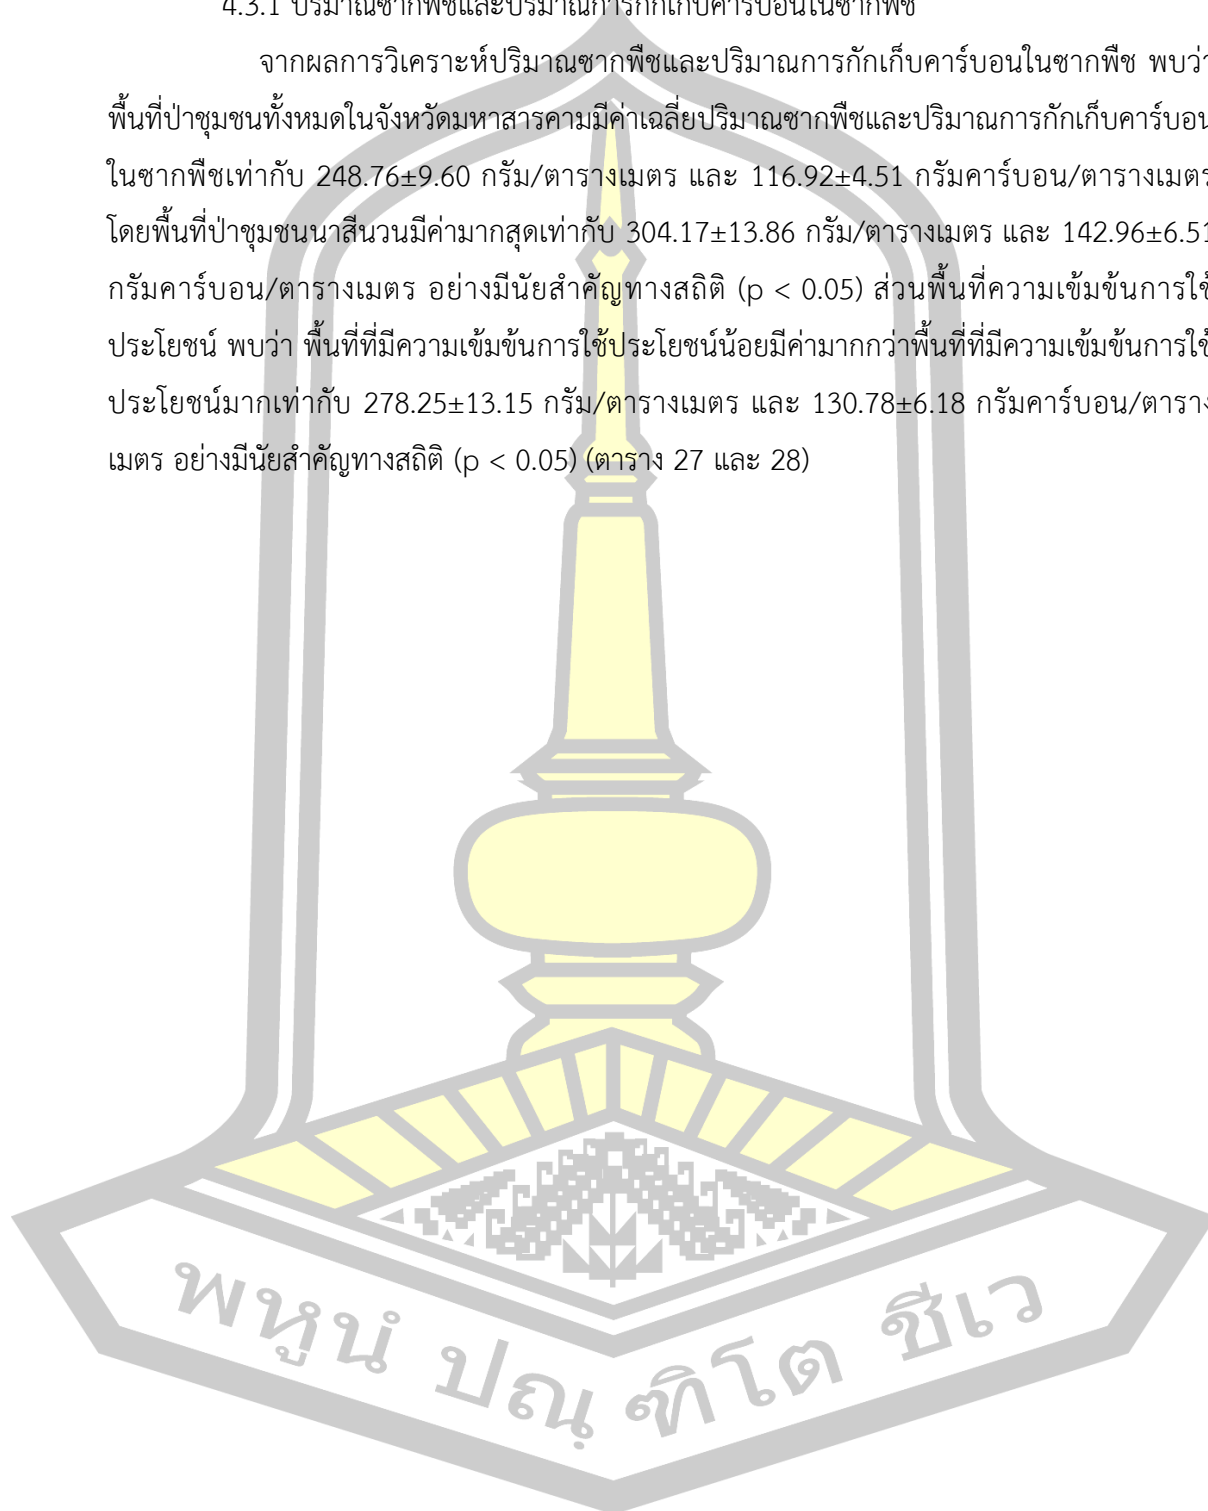 4.3.1 ปริมาณซากพืชและปริมาณการกักเก็บคาร์บอนในซากพืช
จากผลการวิเคราะห์ปริมาณซากพืชและปริมาณการกักเก็บคาร์บอนในซากพืช พบว่า
พื้นที่ป่าชุมชนทั้งหมดในจังหวัดมหาสารคามมีค่าเฉลี่ยปริมาณซากพืชและปริมาณการกักเก็บคาร์บอน
ในซากพืชเท่ากับ 248.76±9.60 กรัม/ตารางเมตร และ 116.92±4.51 กรัมคาร์บอน/ตารางเมตร
โดยพื้นที่ป่าชุมชนนาสีนวนมีค่ามากสุดเท่ากับ 304.17±13.86 กรัม/ตารางเมตร และ 142.96±6.51
กรัมคาร์บอน/ตารางเมตร อย่างมีนัยสำคัญทางสถิติ (p < 0.05) ส่วนพื้นที่ความเข้มข้นการใช้
ประโยชน์ พบว่า พื้นที่ที่มีความเข้มข้นการใช้ประโยชน์น้อยมีค่ามากกว่าพื้นที่ที่มีความเข้มข้นการใช้
ประโยชน์มากเท่ากับ 278.25±13.15 กรัม/ตารางเมตร และ 130.78±6.18 กรัมคาร์บอน/ตาราง
เมตร อย่างมีนัยสำคัญทางสถิติ (p < 0.05) (ตาราง 27 และ 28)
พหูนํ ปณฺฑิโต ชีเว